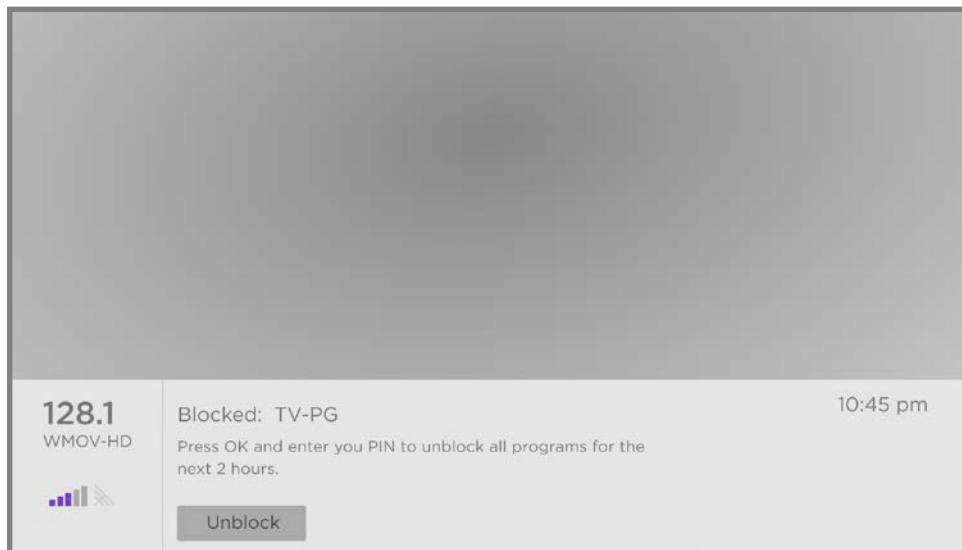 128.1
WMOV-HD
Blocked: TV-PG
Press OK and enter you PIN to unblock all programs for the
next 2 hours.
Unblock
10:45 pm